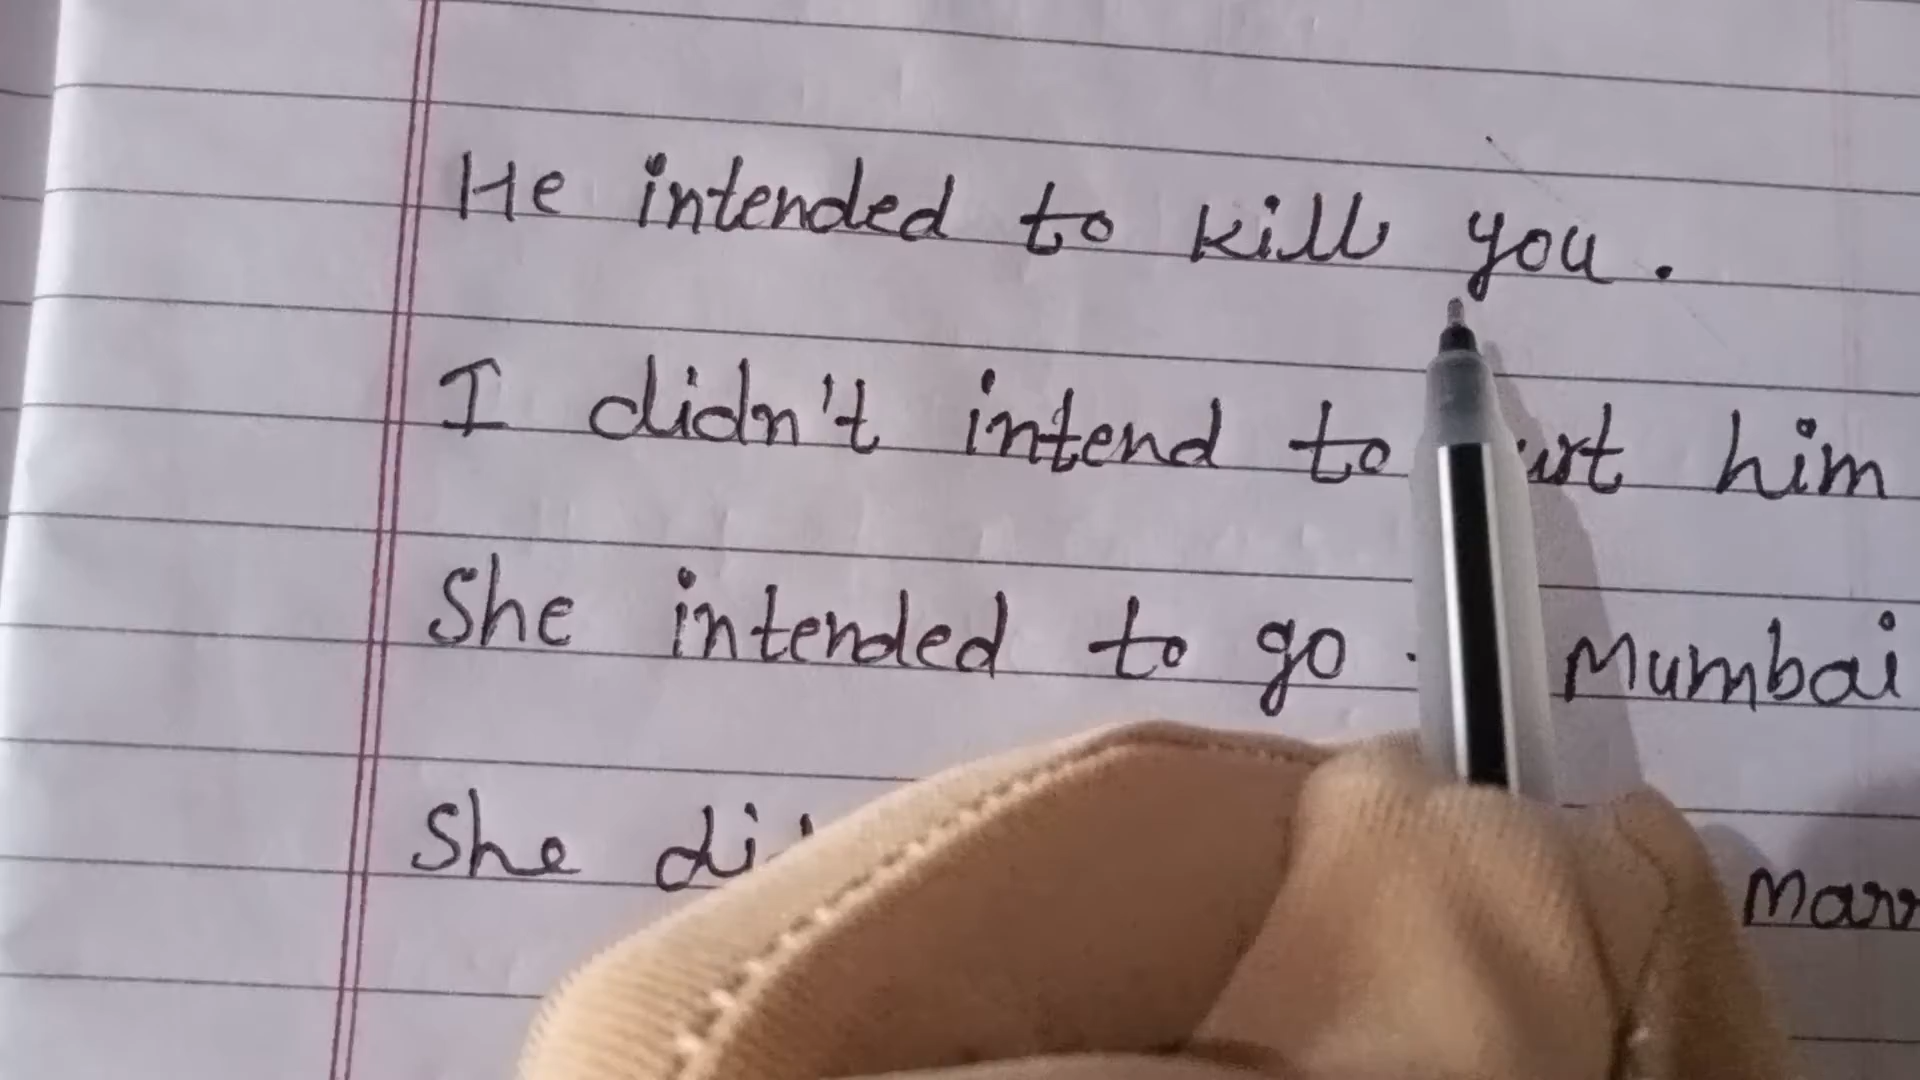 He intended to kill you.
I didn't intend to him
She intended to go Mumbai
She